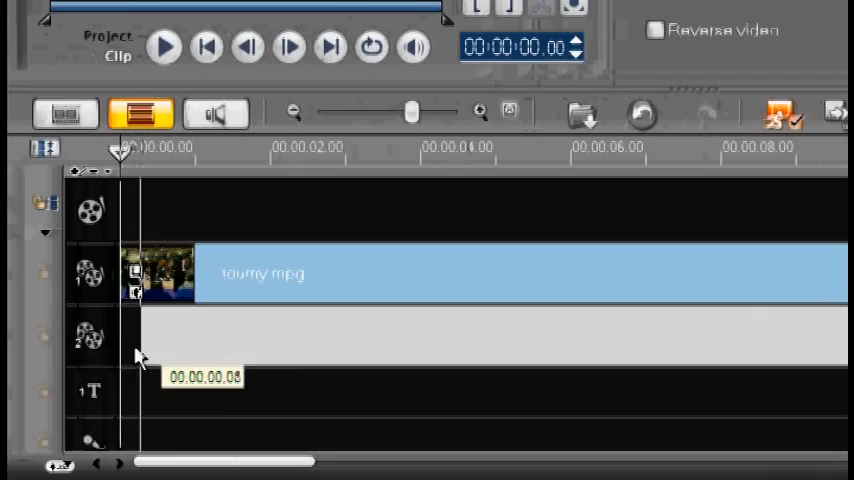 Project
Clip
00:00:00.00
Reverse Video
00:00:00.00 00:00:02.00 00:00:04.00 00:00:06.00 00:00:08.00
1
tourny mpg
2
00:00:00.08
1 T